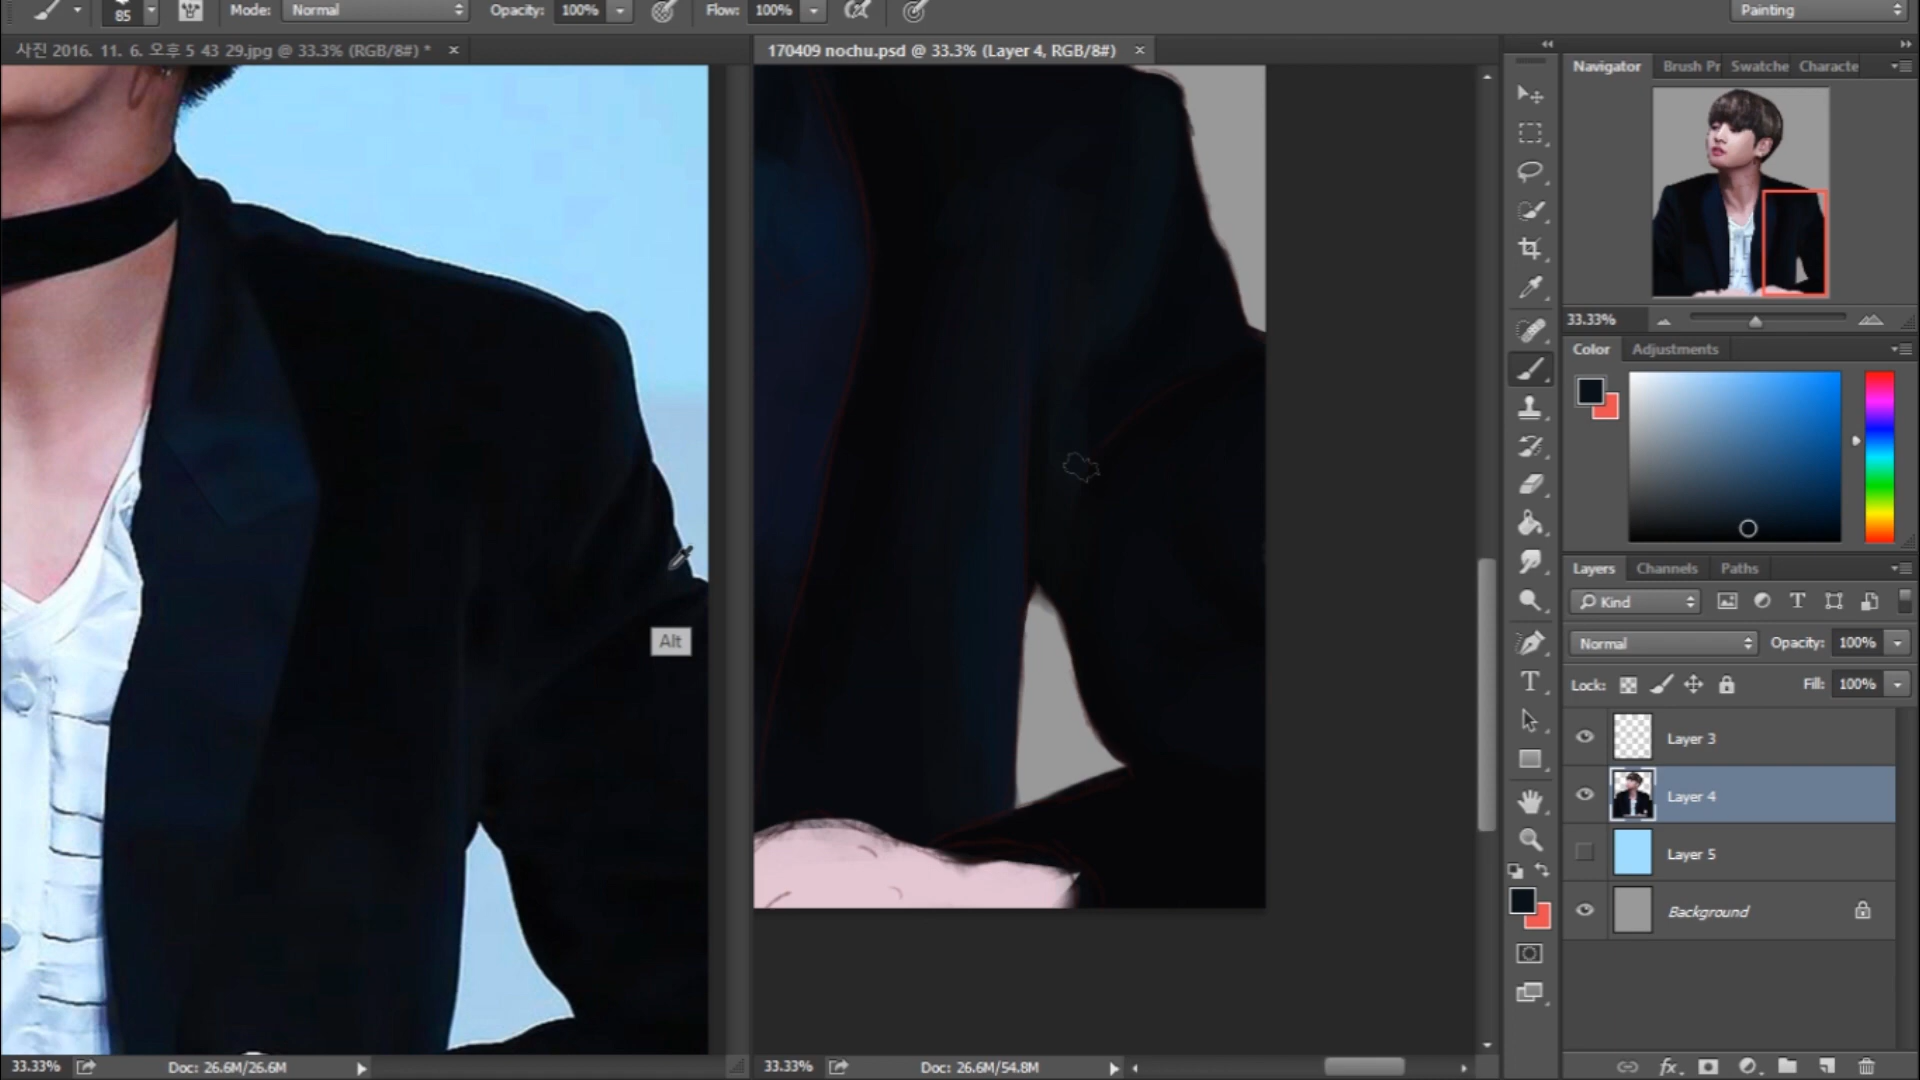 85 Mode: Normal Opacity: 100% Flow: 100% Painting
사진 2016. 11. 6. 오후 5 43 29.jpg @ 33.3% (RGB/8#) * × 170409 nochu.psd @ 33.3% (Layer 4, RGB/8#) ×
Navigator Brush Pr Swatche Characte
33.33%
Color Adjustments
Layers Channels Paths
Kind
Normal Opacity: 100%
Lock: Fill: 100%
Layer 3
Layer 4
Layer 5
Background
Alt
33.33% Doc: 26.6M/26.6M 33.33% Doc: 26.6M/54.8M